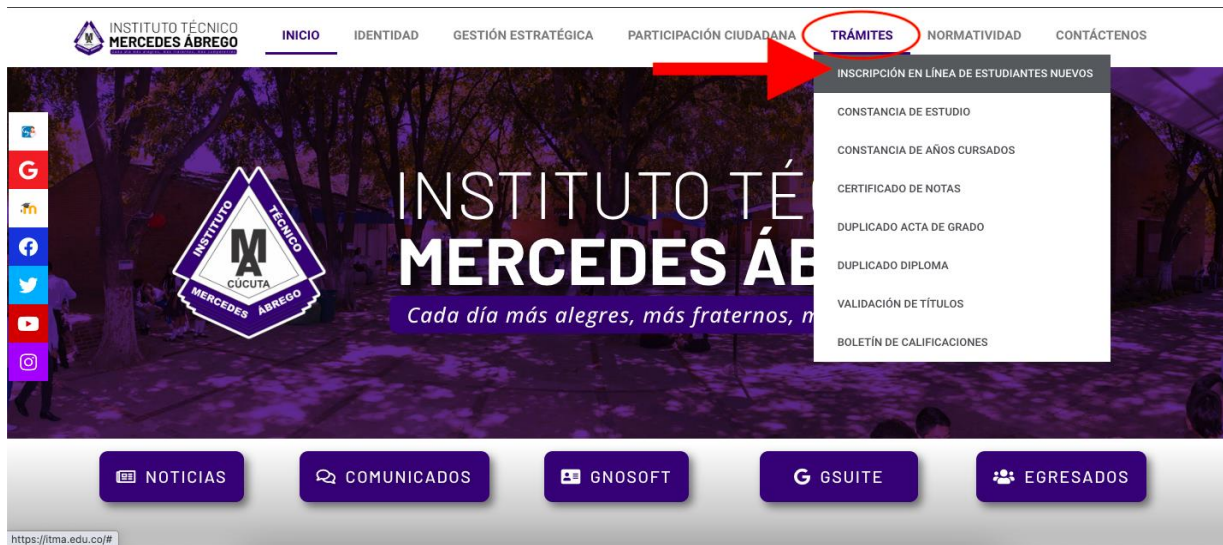 INSTITUTO TÉCNICO
MERCEDES ÁBREGO
INICIO
IDENTIDAD
GESTIÓN ESTRATÉGICA
PARTICIPACIÓN CIUDADANA
TRÁMITES
NORMATIVIDAD
CONTÁCTENOS
INSCRIPCIÓN EN LÍNEA DE ESTUDIANTES NUEVOS
CONSTANCIA DE ESTUDIO
CONSTANCIA DE AÑOS CURSADOS
CERTIFICADO DE NOTAS
DUPLICADO ACTA DE GRADO
DUPLICADO DIPLOMA
VALIDACIÓN DE TÍTULOS
BOLETÍN DE CALIFICACIONES
INSTITUTO TÉCNICO
MA
CÚCUTA
MERCEDES ÁBREGO
INSTITUTO TÉ
MERCEDES ÁB
Cada día más alegres, más fraternos, m
NOTICIAS
COMUNICADOS
GNOSOFT
GSUITE
EGRESADOS
https://itma.edu.co/#